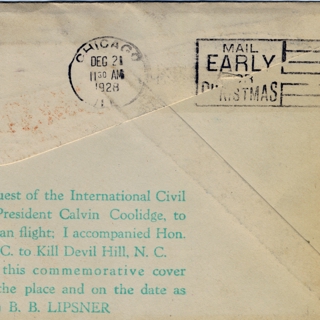 CHICAGO
DEC 21
11 30 AM
1928
ILL.
MAIL
EARLY
FOR
CHRISTMAS
uest of the International Civil
President Calvin Coolidge, to
an flight; I accompanied Hon.
C. to Kill Devil Hill, N. C.
this commemorative cover
the place and on the date as
B. B. LIPSNER